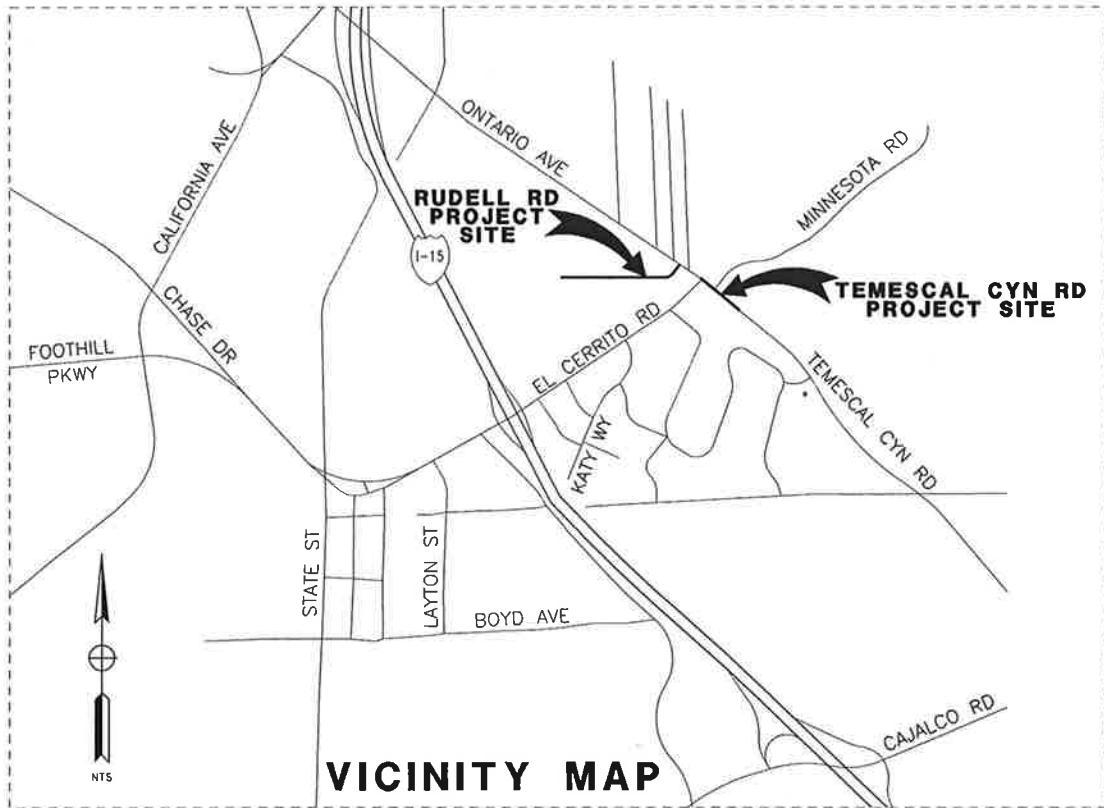 ONTARIO AVE
CALIFORNIA AVE
MINNESOTA RD
RUDELL RD
PROJECT
SITE
I-15
TEMESCAL CYN RD
PROJECT SITE
CHASE DR
FOOTHILL
PKWY
EL CERRITO RD
TEMESCAL CYN RD
KATY WY
STATE ST
LAYTON ST
BOYD AVE
CAJALCO RD
NTS
VICINITY MAP